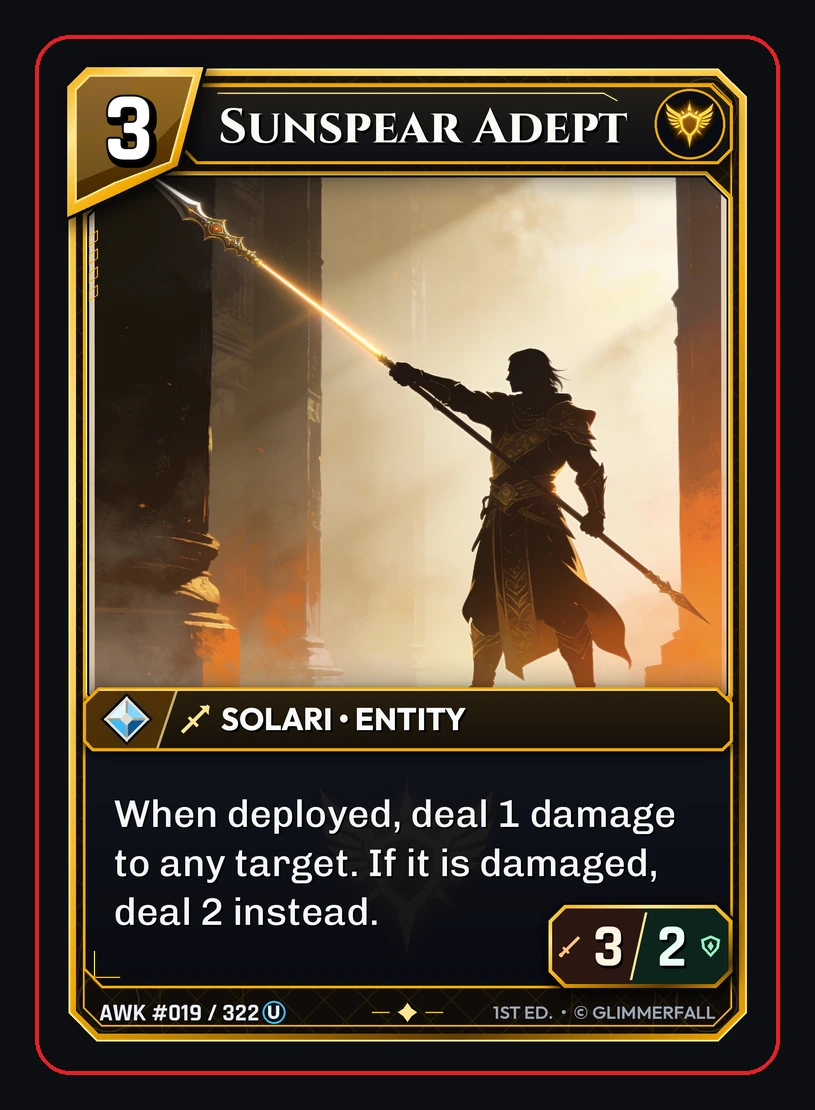 3
SUNSPEAR ADEPT
SOLARI • ENTITY
When deployed, deal 1 damage
to any target. If it is damaged,
deal 2 instead.
3/2
AWK #019 / 322 U
1ST ED. • © GLIMMERFALL